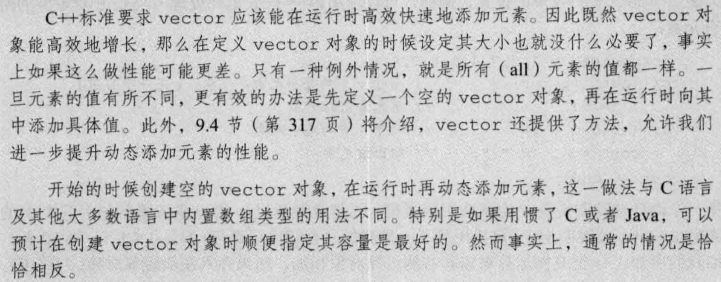 C++标准要求 vector 应该能在运行时高效快速地添加元素。因此既然 vector 对
象能高效地增长，那么在定义 vector 对象的时候设定其大小也就没什么必要了，事实
上如果这么做性能可能更差。只有一种例外情况，就是所有（all）元素的值都一样。一
旦元素的值有所不同，更有效的办法是先定义一个空的 vector 对象，再在运行时向其
中添加具体值。此外，9.4 节（第 317 页）将介绍，vector 还提供了方法，允许我们
进一步提升动态添加元素的性能。
开始的时候创建空的 vector 对象，在运行时再动态添加元素，这一做法与 C 语言
及其他大多数语言中内置数组类型的用法不同。特别是如果用惯了 C 或者 Java，可以
预计在创建 vector 对象时顺便指定其容量是最好的。然而事实上，通常的情况是恰
恰相反。